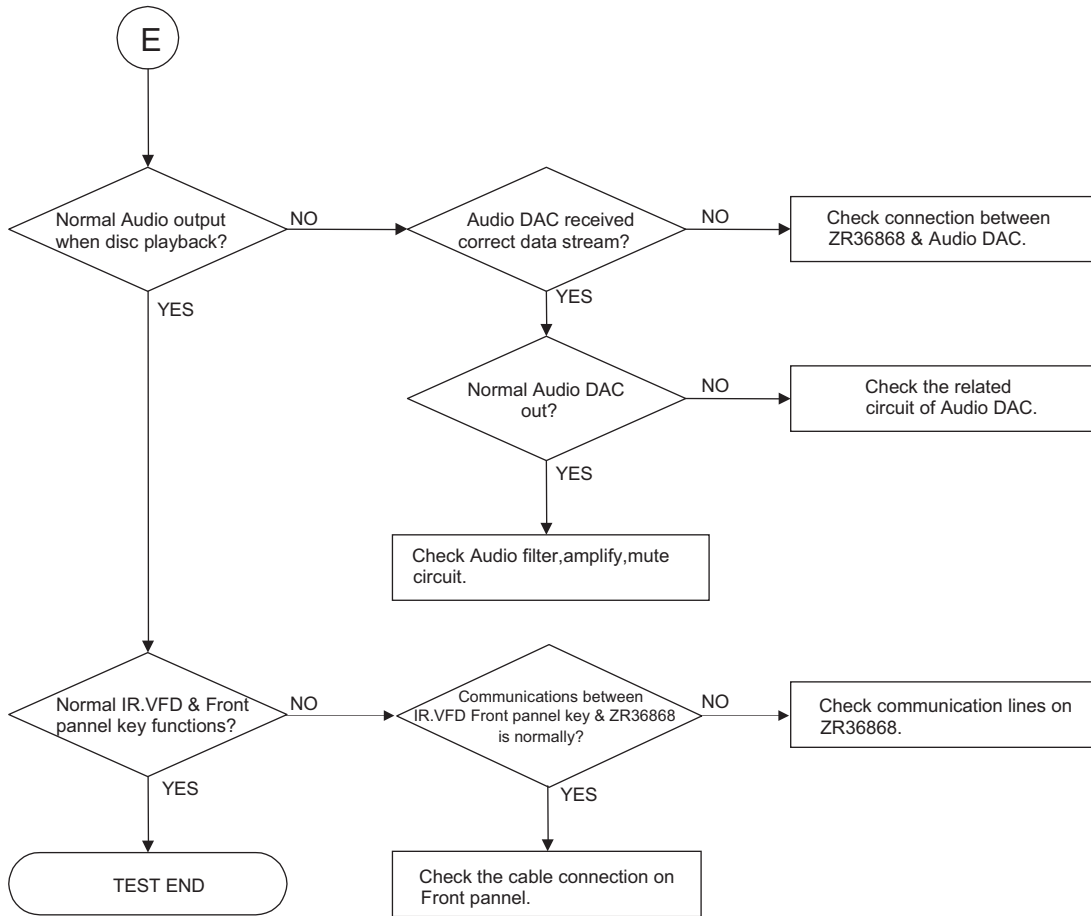 E
Normal Audio output
when disc playback?
NO
Audio DAC received
correct data stream?
NO
Check connection between
ZR36868 & Audio DAC.
YES
YES
Normal Audio DAC
out?
NO
Check the related
circuit of Audio DAC.
YES
Check Audio filter,amplify,mute
circuit.
Normal IR.VFD & Front
pannel key functions?
NO
Communications between
IR.VFD Front pannel key & ZR36868
is normally?
NO
Check communication lines on
ZR36868.
YES
YES
TEST END
Check the cable connection on
Front pannel.